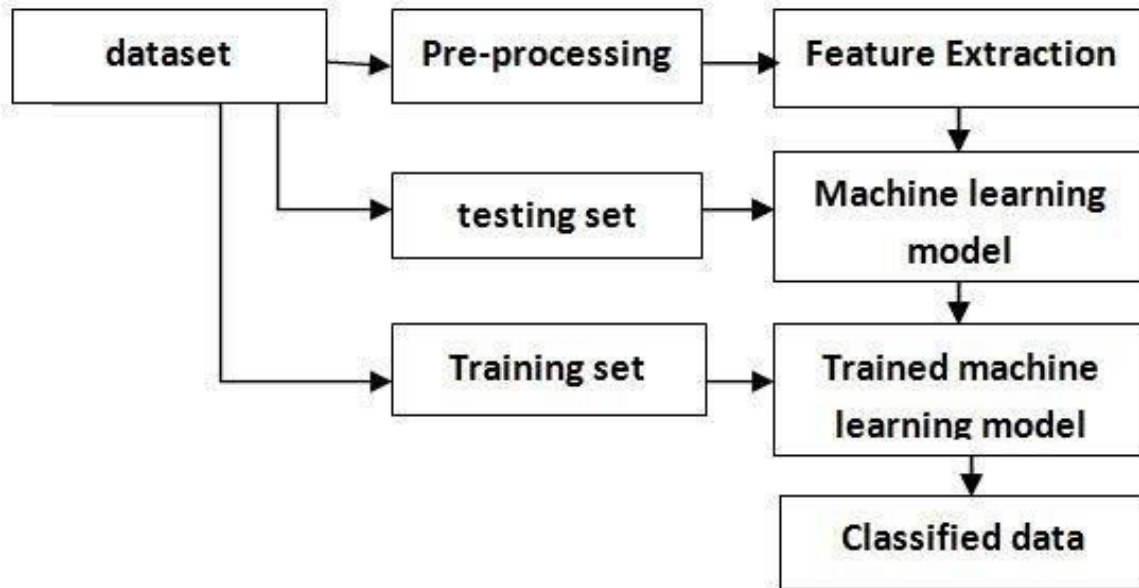 dataset
Pre-processing
Feature Extraction
testing set
Machine learning
model
Training set
Trained machine
learning model
Classified data